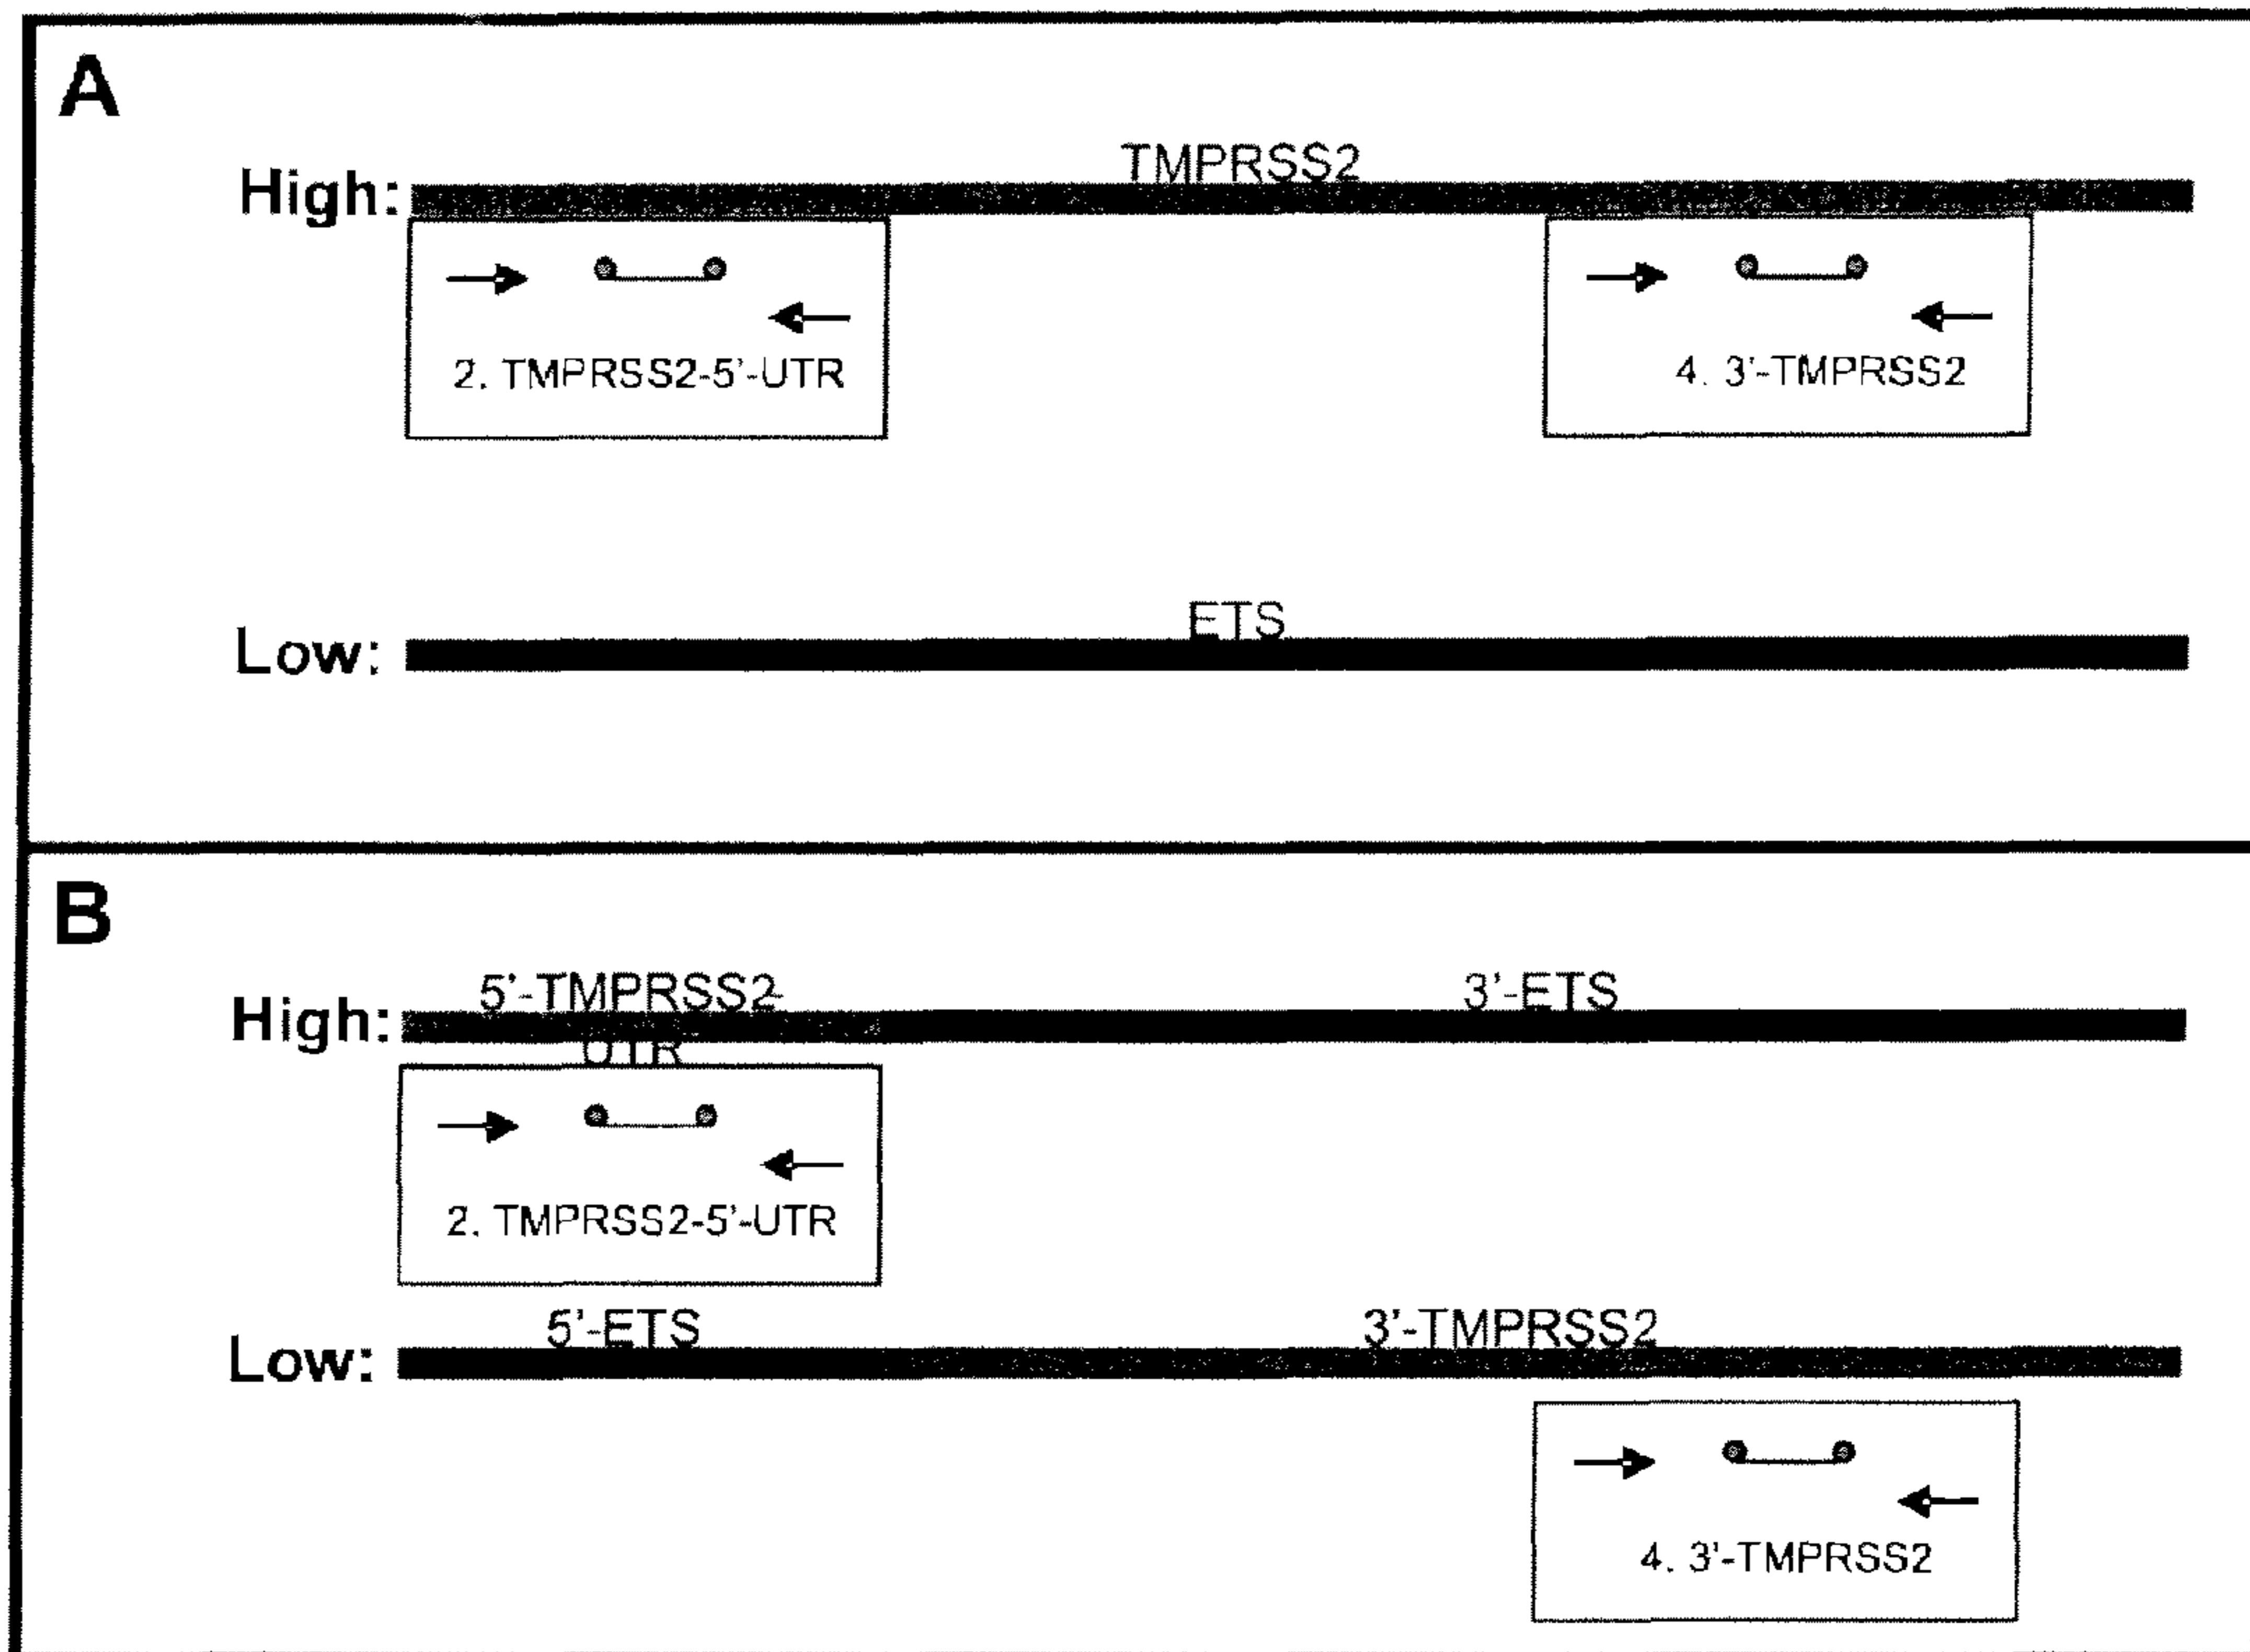 A
TMPRSS2
High:
2. TMPRSS2-5'-UTR
4. 3'-TMPRSS2
ETS
Low:
B
5'-TMPRSS2-
UTR
3'-ETS
High:
2. TMPRSS2-5'-UTR
5'-ETS
3'-TMPRSS2
Low:
4. 3'-TMPRSS2